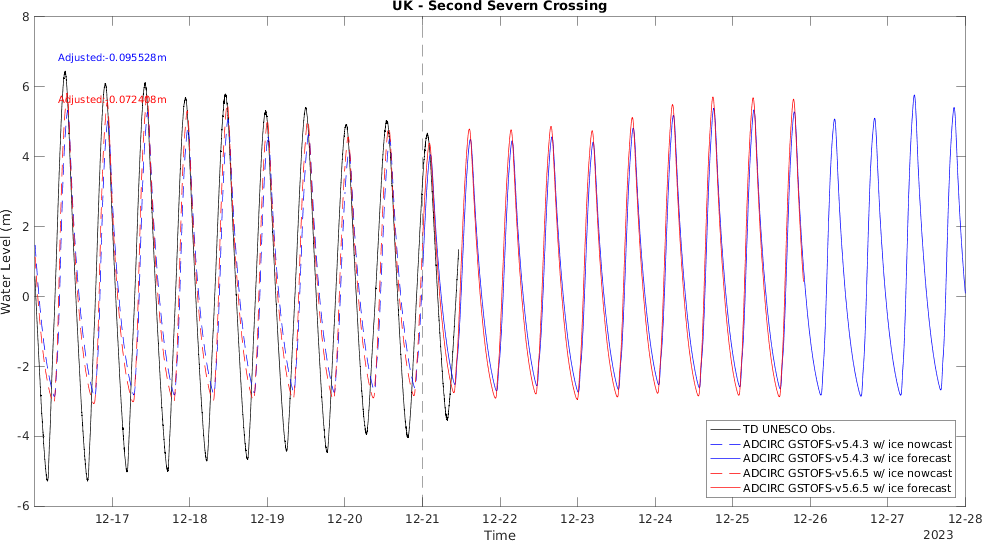 UK - Second Severn Crossing
8
6
4
2
0
-2
-4
-6
Water Level (m)
Adjusted:-0.095528m
Adjusted:-0.072408m
TD UNESCO Obs.
ADCIRC GSTOFS-v5.4.3 w/ ice nowcast
ADCIRC GSTOFS-v5.4.3 w/ ice forecast
ADCIRC GSTOFS-v5.6.5 w/ ice nowcast
ADCIRC GSTOFS-v5.6.5 w/ ice forecast
12-17 12-18 12-19 12-20 12-21 12-22 12-23 12-24 12-25 12-26 12-27 12-28
Time 2023